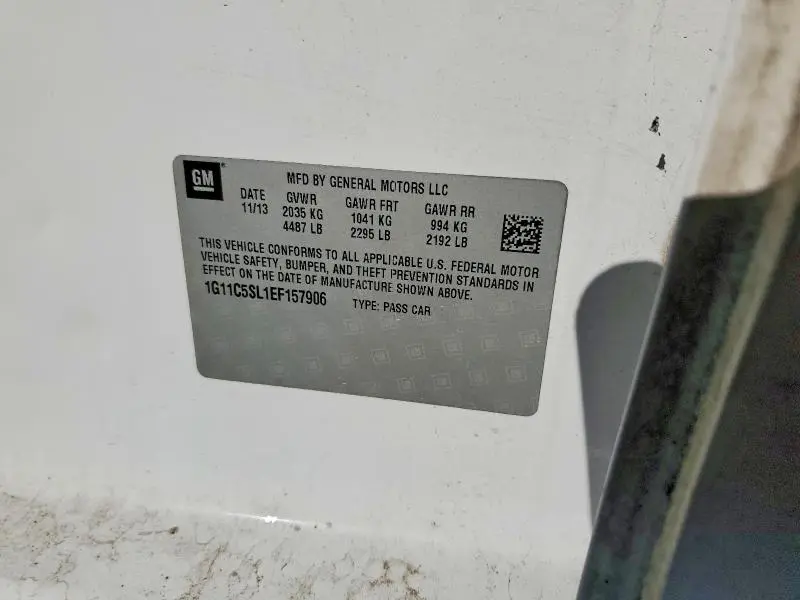 GM
MFD BY GENERAL MOTORS LLC
DATE GVWR GAWR FRT GAWR RR
11/13 2035 KG 1041 KG 994 KG
4487 LB 2295 LB 2192 LB
THIS VEHICLE CONFORMS TO ALL APPLICABLE U.S. FEDERAL MOTOR
VEHICLE SAFETY, BUMPER, AND THEFT PREVENTION STANDARDS IN
EFFECT ON THE DATE OF MANUFACTURE SHOWN ABOVE.
1G11C5SL1EF157906 TYPE: PASS CAR